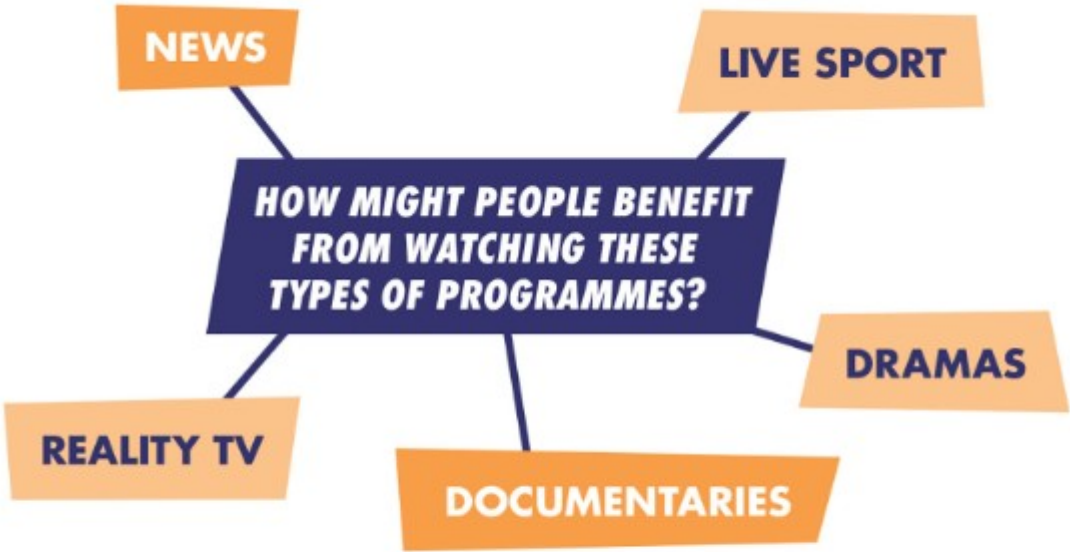 NEWS
LIVE SPORT
HOW MIGHT PEOPLE BENEFIT
FROM WATCHING THESE
TYPES OF PROGRAMMES?
DRAMAS
REALITY TV
DOCUMENTARIES